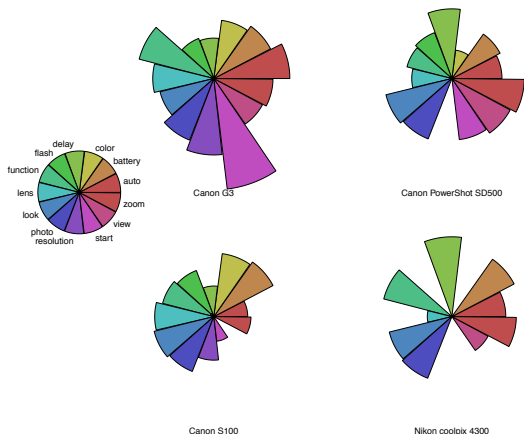 Canon G3
Canon PowerShot SD500
delay
color
flash
battery
function
auto
lens
zoom
look
view
photo
resolution
start
Canon S100
Nikon coolpix 4300